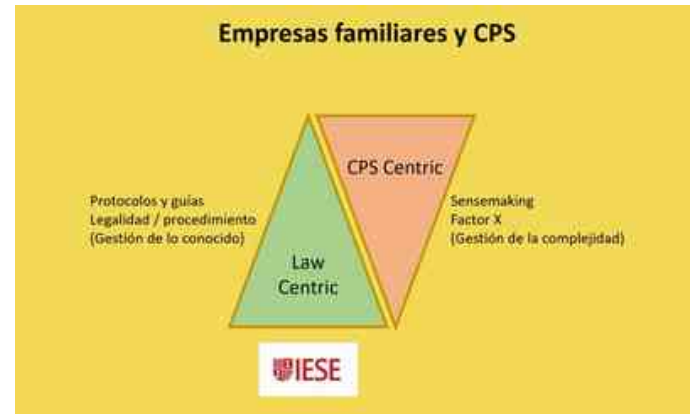 Empresas familiares y CPS
CPS Centric
Protocolos y guías
Legalidad / procedimiento
(Gestión de lo conocido)
Sensemaking
Factor X
(Gestión de la complejidad)
Law
Centric
IESE